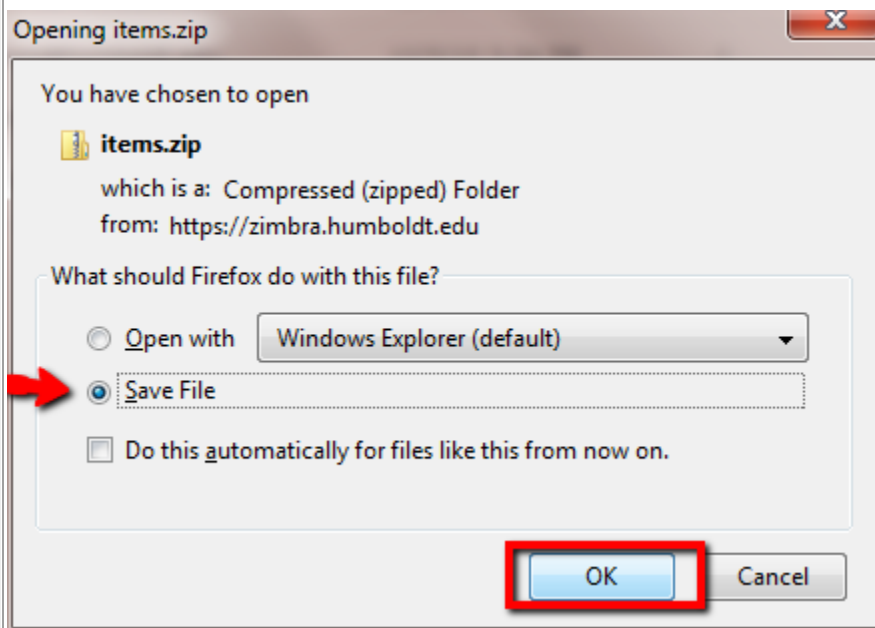 Opening items.zip
You have chosen to open
items.zip
which is a: Compressed (zipped) Folder
from: https://zimbra.humboldt.edu
What should Firefox do with this file?
Open with Windows Explorer (default)
Save File
Do this automatically for files like this from now on.
OK Cancel